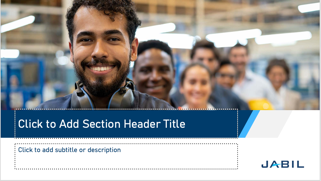 Click to Add Section Header Title
Click to add subtitle or description
JABIL